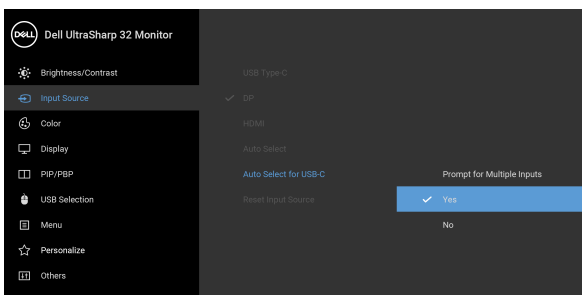 DELL Dell UltraSharp 32 Monitor
Brightness/Contrast
USB Type-C
Input Source
DP
Color
HDMI
Display
Auto Select
PIP/PBP
Auto Select for USB-C
Prompt for Multiple Inputs
USB Selection
Reset Input Source
Yes
Menu
No
Personalize
Others